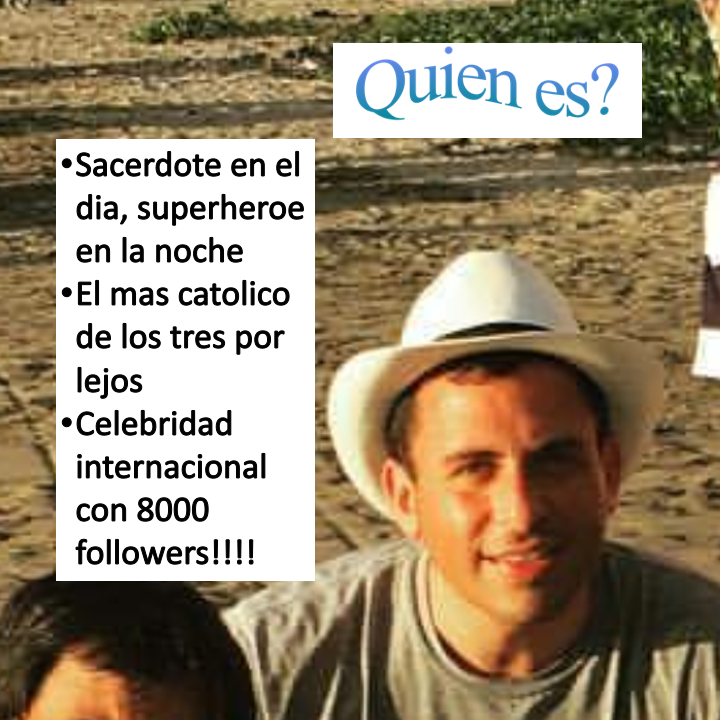 Quien es?
•Sacerdote en el
dia, superheroe
en la noche
•El mas catolico
de los tres por
lejos
•Celebridad
internacional
con 8000
followers!!!!